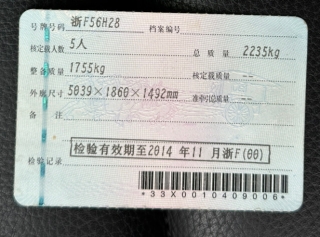 号牌号码 浙F56H28 档案编号
核定载人数 5人 总质量 2235kg
整备质量 1755kg 核定载质量 --
外廓尺寸 5039×1860×1492mm 准牵引总质量 --
备注
检验有效期至2014 年11 月浙F(00)
检验记录
*33X0010409006*